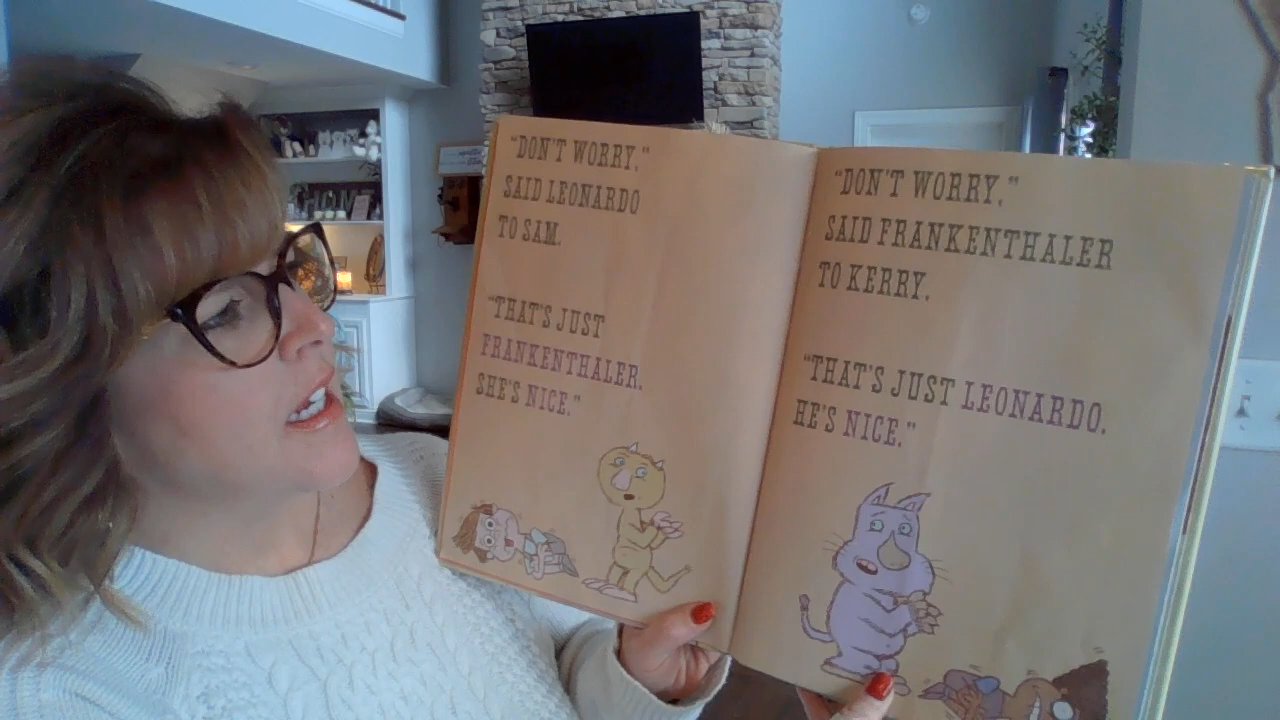 "DON'T WORRY,"
SAID LEONARDO
TO SAM.
"THAT'S JUST
FRANKENTHALER.
SHE'S NICE."
"DON'T WORRY,"
SAID FRANKENTHALER
TO KERRY.
"THAT'S JUST LEONARDO.
HE'S NICE."